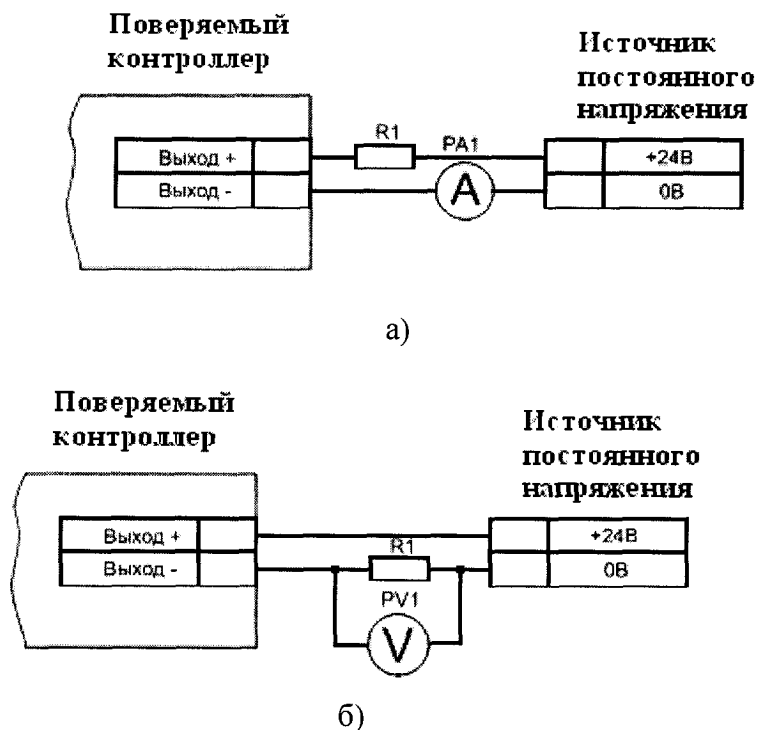 Поверяемый
контроллер
Источник
постоянного
напряжения
R1
PA1
Выход +
+24В
Выход -
A
0В
а)
Поверяемый
контроллер
Источник
постоянного
напряжения
Выход +
R1
+24В
Выход -
0В
PV1
V
б)